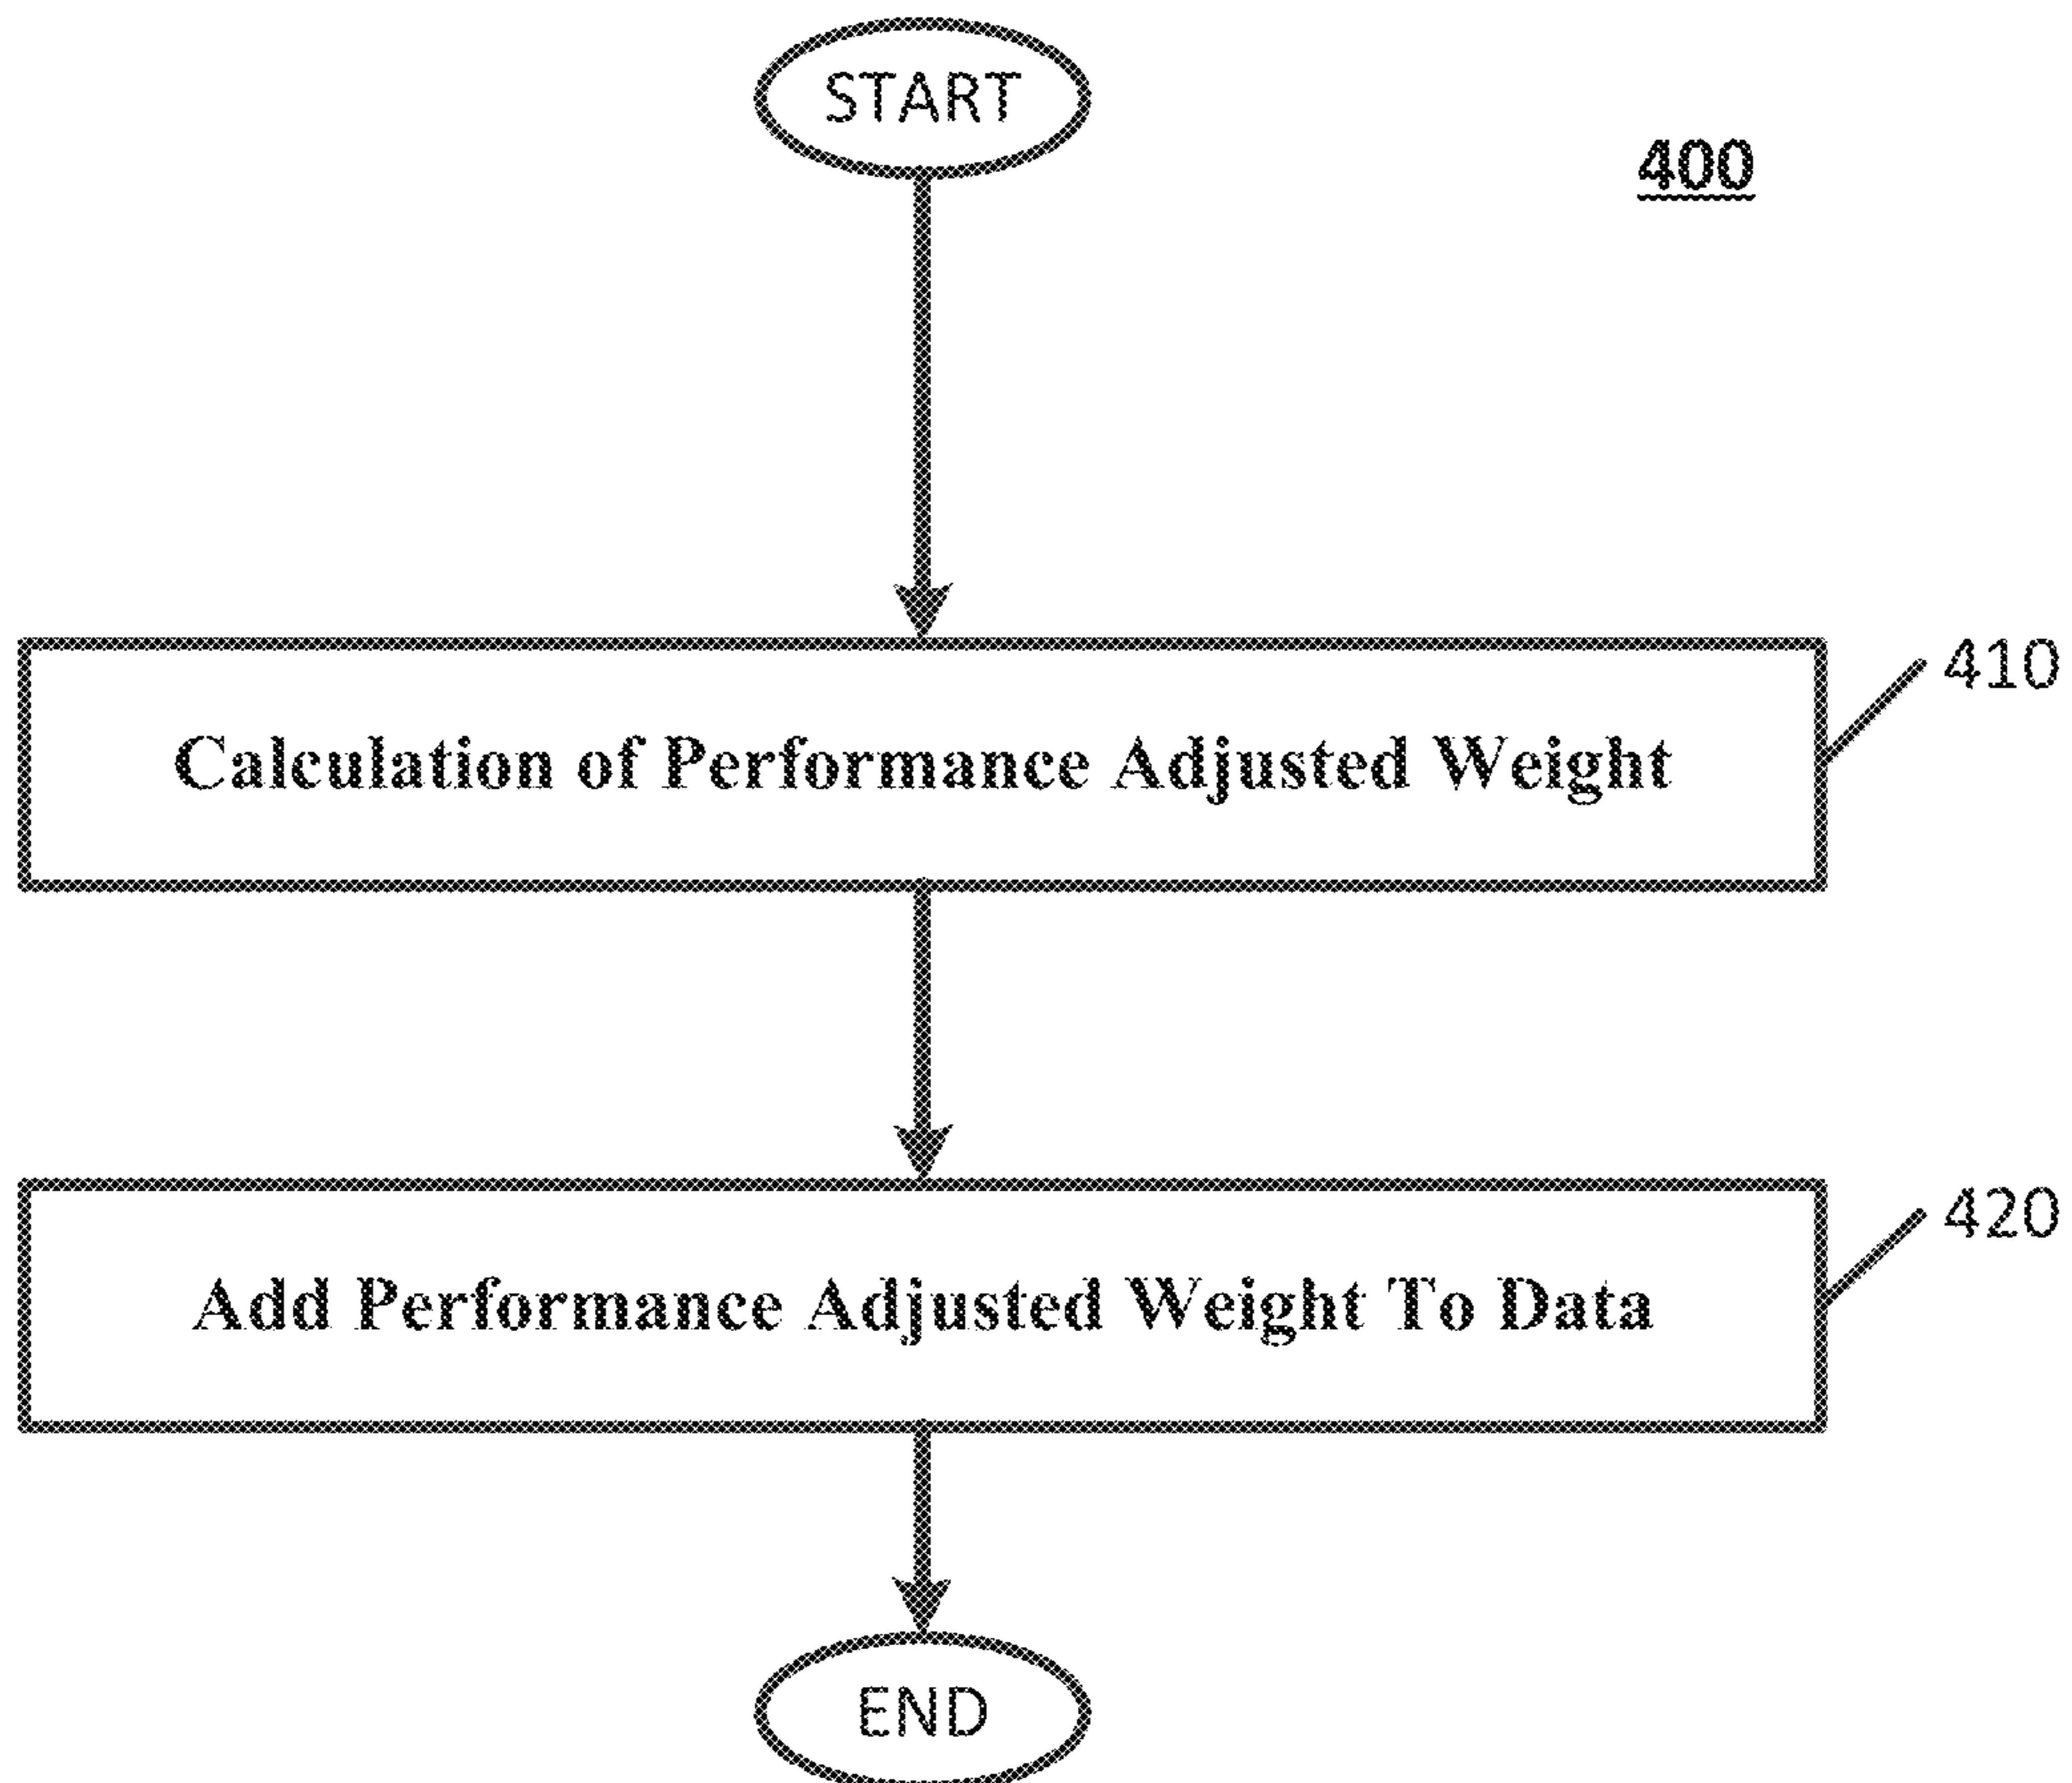 START
400
410
Calculation of Performance Adjusted Weight
420
Add Performance Adjusted Weight To Data
END